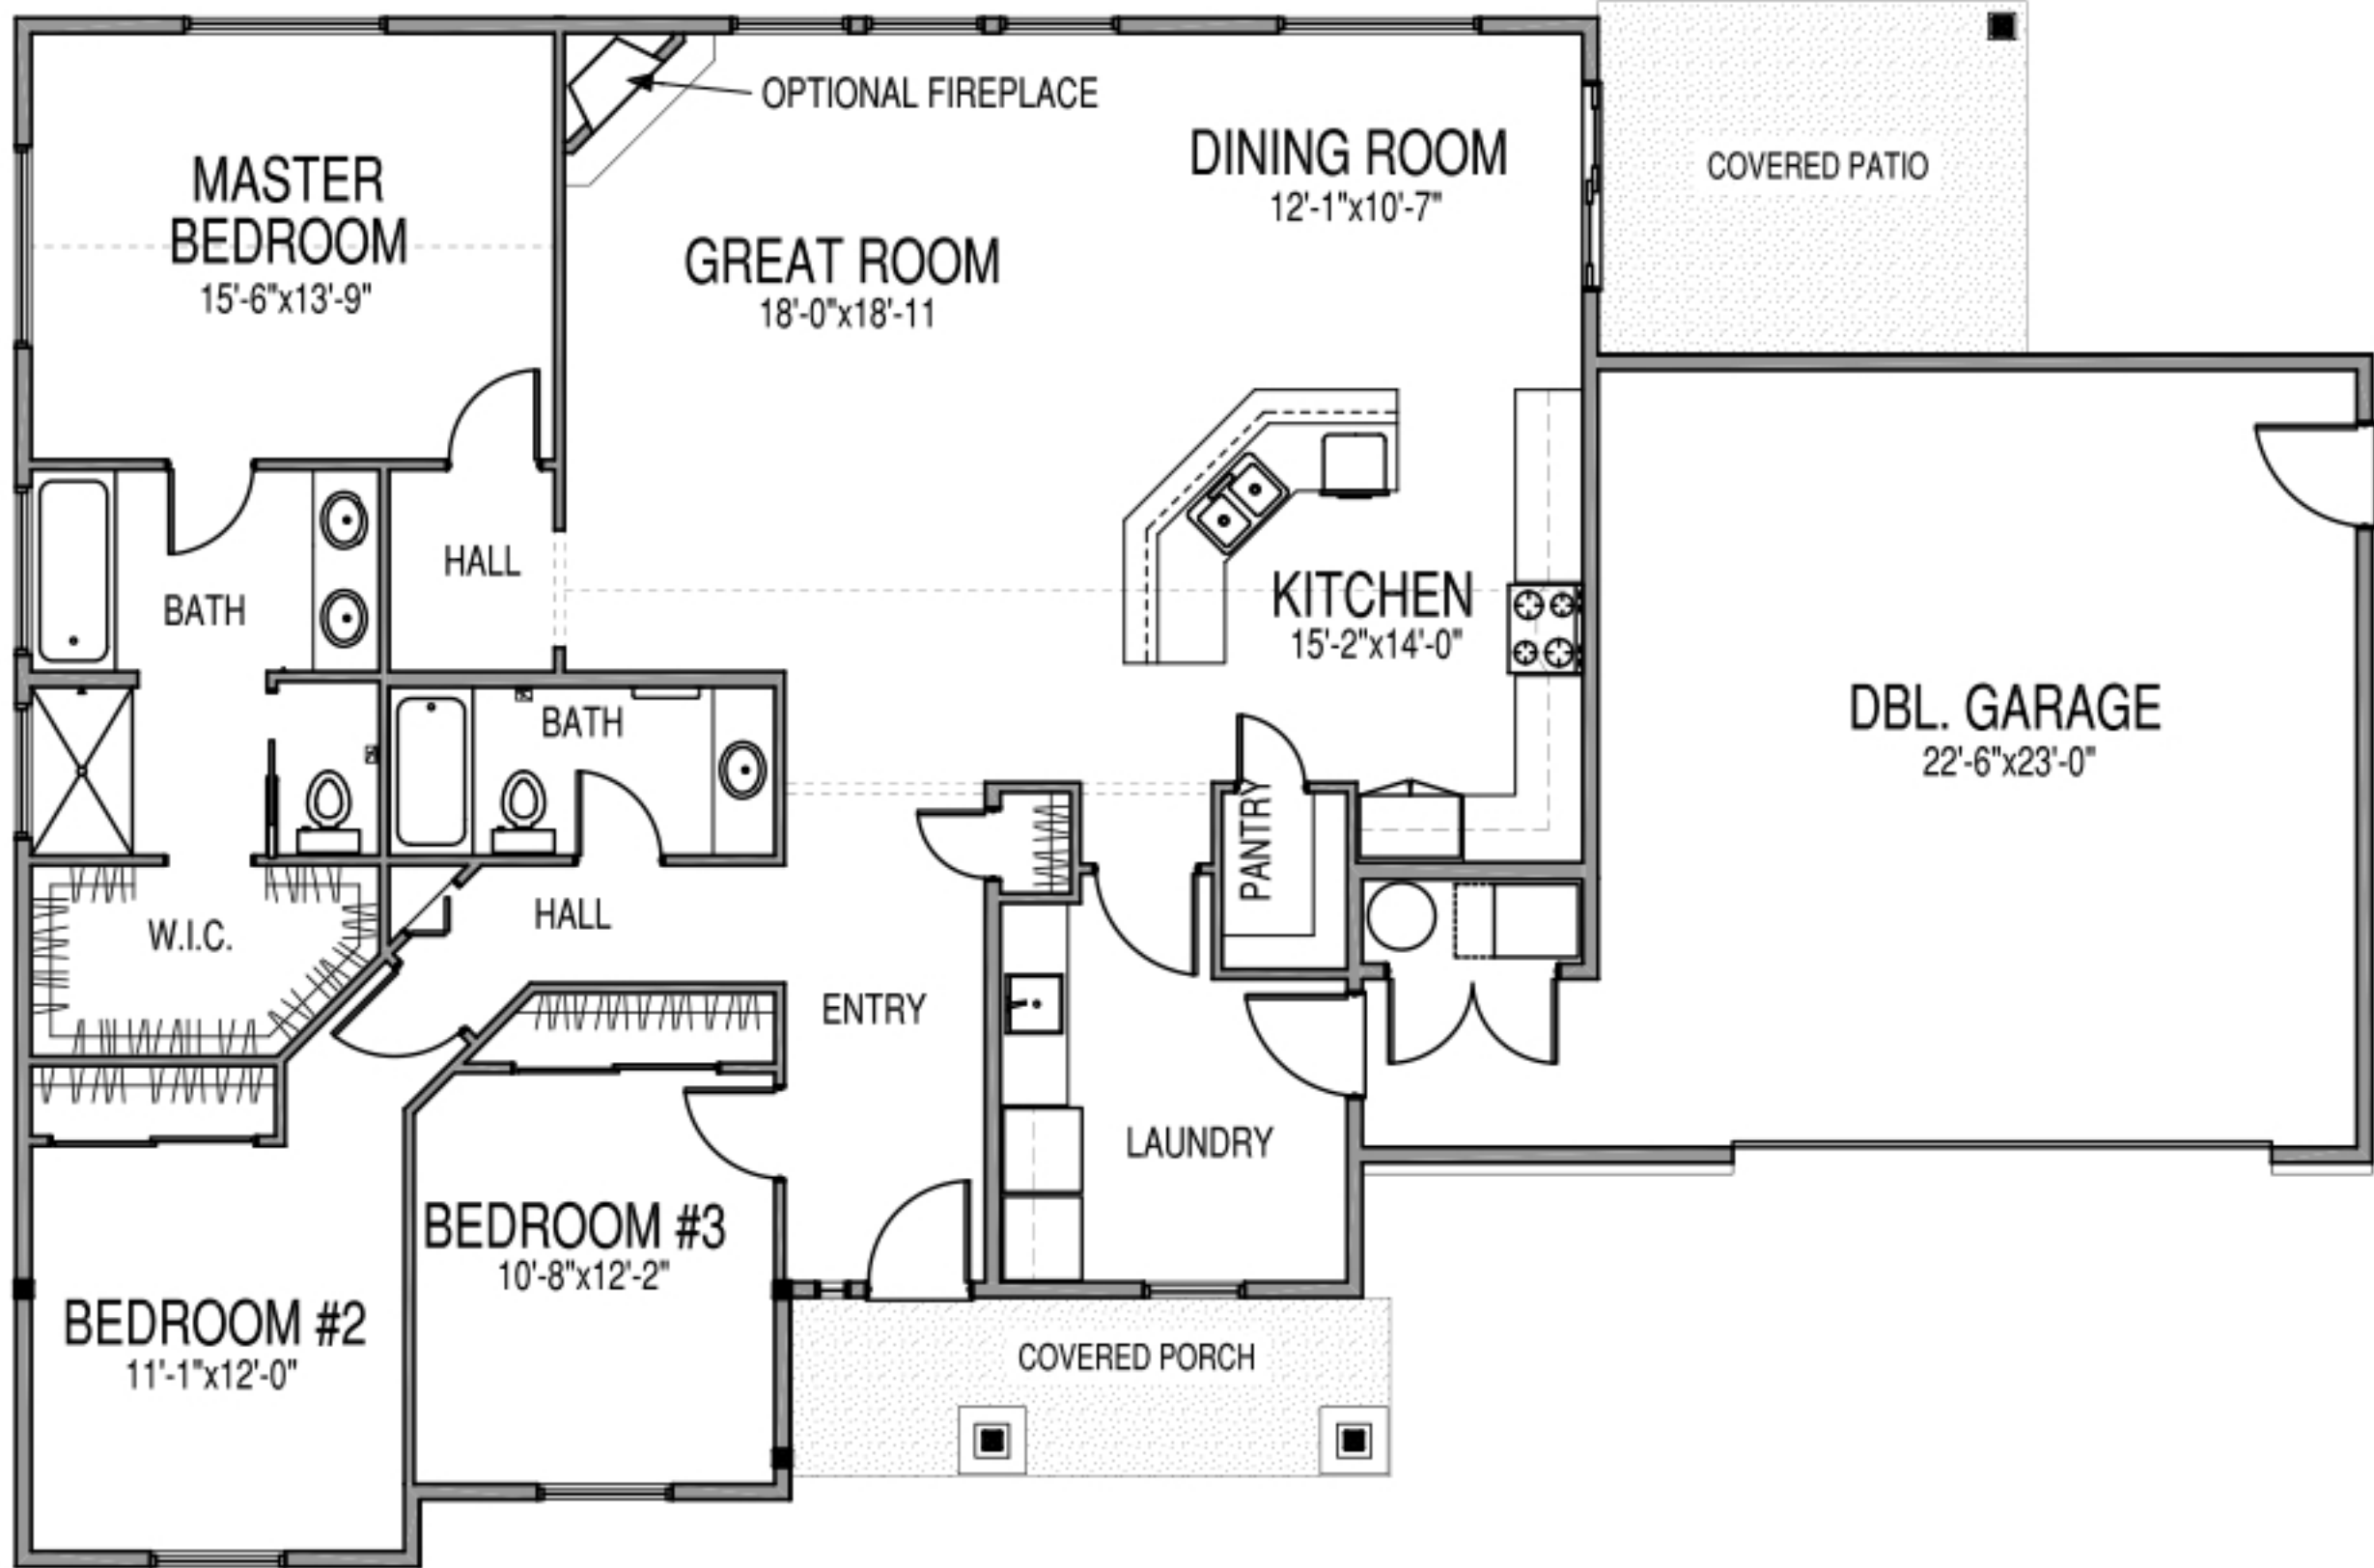 OPTIONAL FIREPLACE
MASTER
BEDROOM
15'-6"x13'-9"
GREAT ROOM
18'-0"x18'-11
DINING ROOM
12'-1"x10'-7"
COVERED PATIO
HALL
BATH
KITCHEN
15'-2"x14'-0"
DBL. GARAGE
22'-6"x23'-0"
BATH
PANTRY
W.I.C.
HALL
ENTRY
LAUNDRY
BEDROOM #3
10'-8"x12'-2"
BEDROOM #2
11'-1"x12'-0"
COVERED PORCH